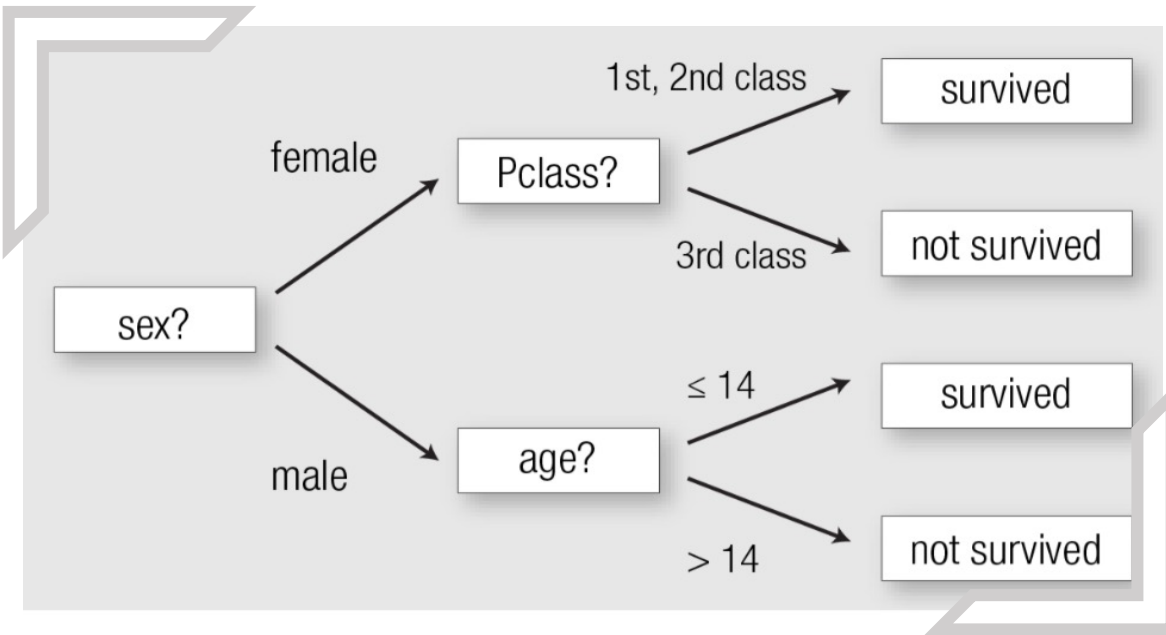 1st, 2nd class
survived
female
Pclass?
3rd class
not survived
sex?
≤ 14
survived
male
age?
> 14
not survived